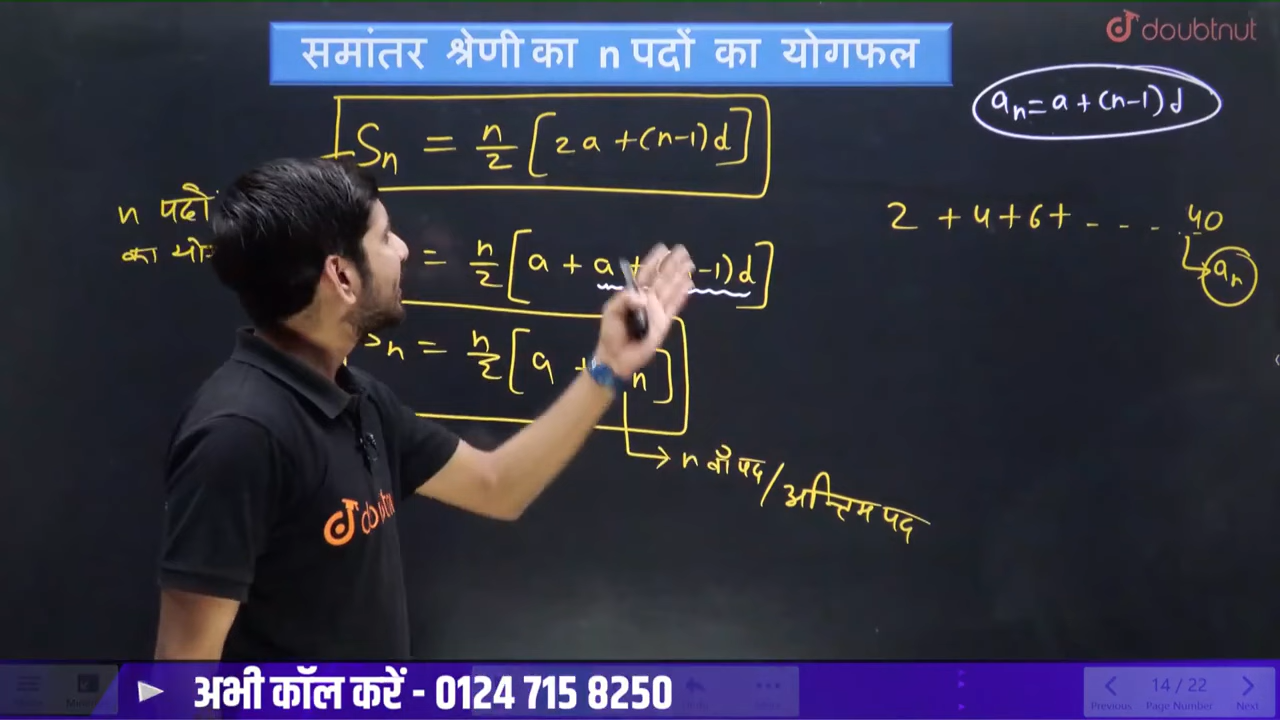 doubtnut
समांतर श्रेणी का n पदों का योगफल
aₙ = a + (n-1) d
Sₙ = n/2 [2a + (n-1)d]
n पदों
का
2 + 4 + 6 + - - - .. 40
aₙ
= n/2 [a + a -1)d]
ₙ = n/2 [a + n]
n वाँ पद / अन्तिम पद
doubtnut
अभी कॉल करें - 0124 715 8250
14 / 22
Previous Page Number Next